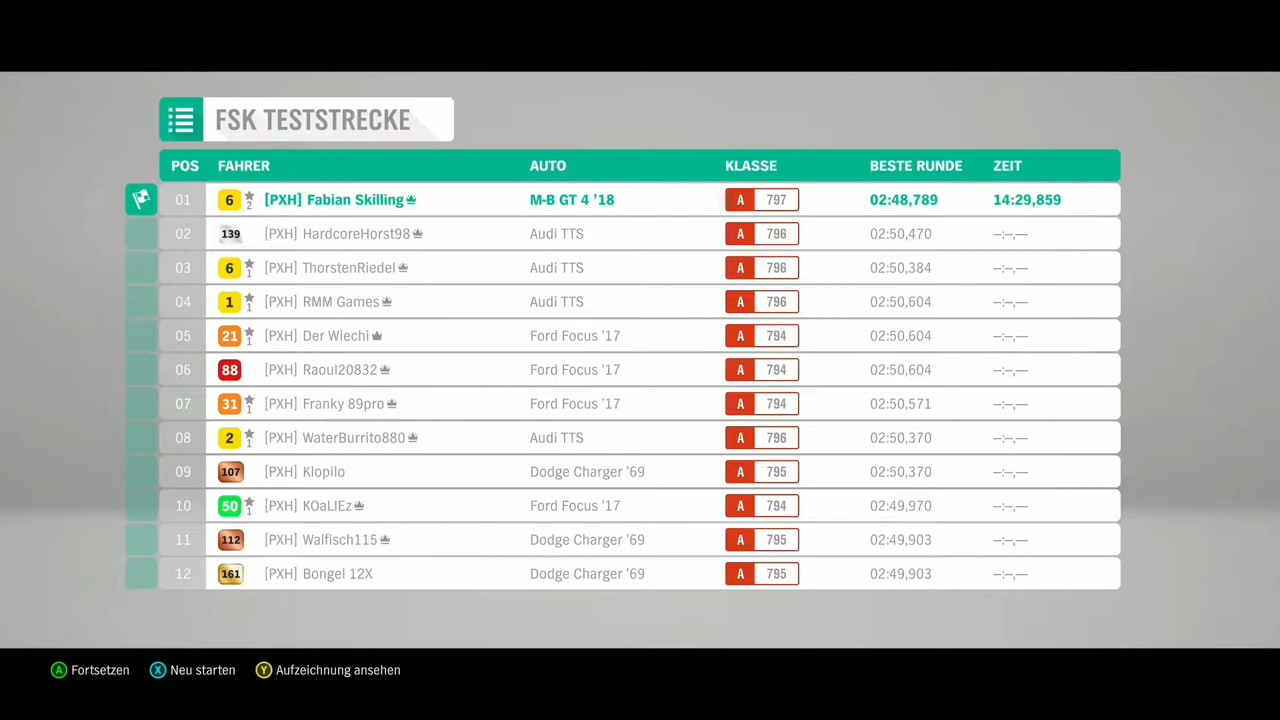 FSK TESTSTRECKE
POS FAHRER AUTO KLASSE BESTE RUNDE ZEIT
01 6 2 [PXH] Fabian Skilling M-B GT 4 '18 A 797 02:48,789 14:29,859
02 139 [PXH] HardcoreHorst98 Audi TTS A 796 02:50,470 --:--,---
03 6 1 [PXH] ThorstenRiedel Audi TTS A 796 02:50,384 --:--,---
04 1 1 [PXH] RMM Games Audi TTS A 796 02:50,604 --:--,---
05 21 1 [PXH] Der Wiechi Ford Focus '17 A 794 02:50,604 --:--,---
06 88 [PXH] Raoul20832 Ford Focus '17 A 794 02:50,604 --:--,---
07 31 1 [PXH] Franky 89pro Ford Focus '17 A 794 02:50,571 --:--,---
08 2 1 [PXH] WaterBurrito880 Audi TTS A 796 02:50,370 --:--,---
09 107 [PXH] Klopilo Dodge Charger '69 A 795 02:50,370 --:--,---
10 50 1 [PXH] KOaLIEz Ford Focus '17 A 794 02:49,970 --:--,---
11 112 [PXH] Walfisch115 Dodge Charger '69 A 795 02:49,903 --:--,---
12 161 [PXH] Bongel 12X Dodge Charger '69 A 795 02:49,903 --:--,---
A Fortsetzen X Neu starten Y Aufzeichnung ansehen